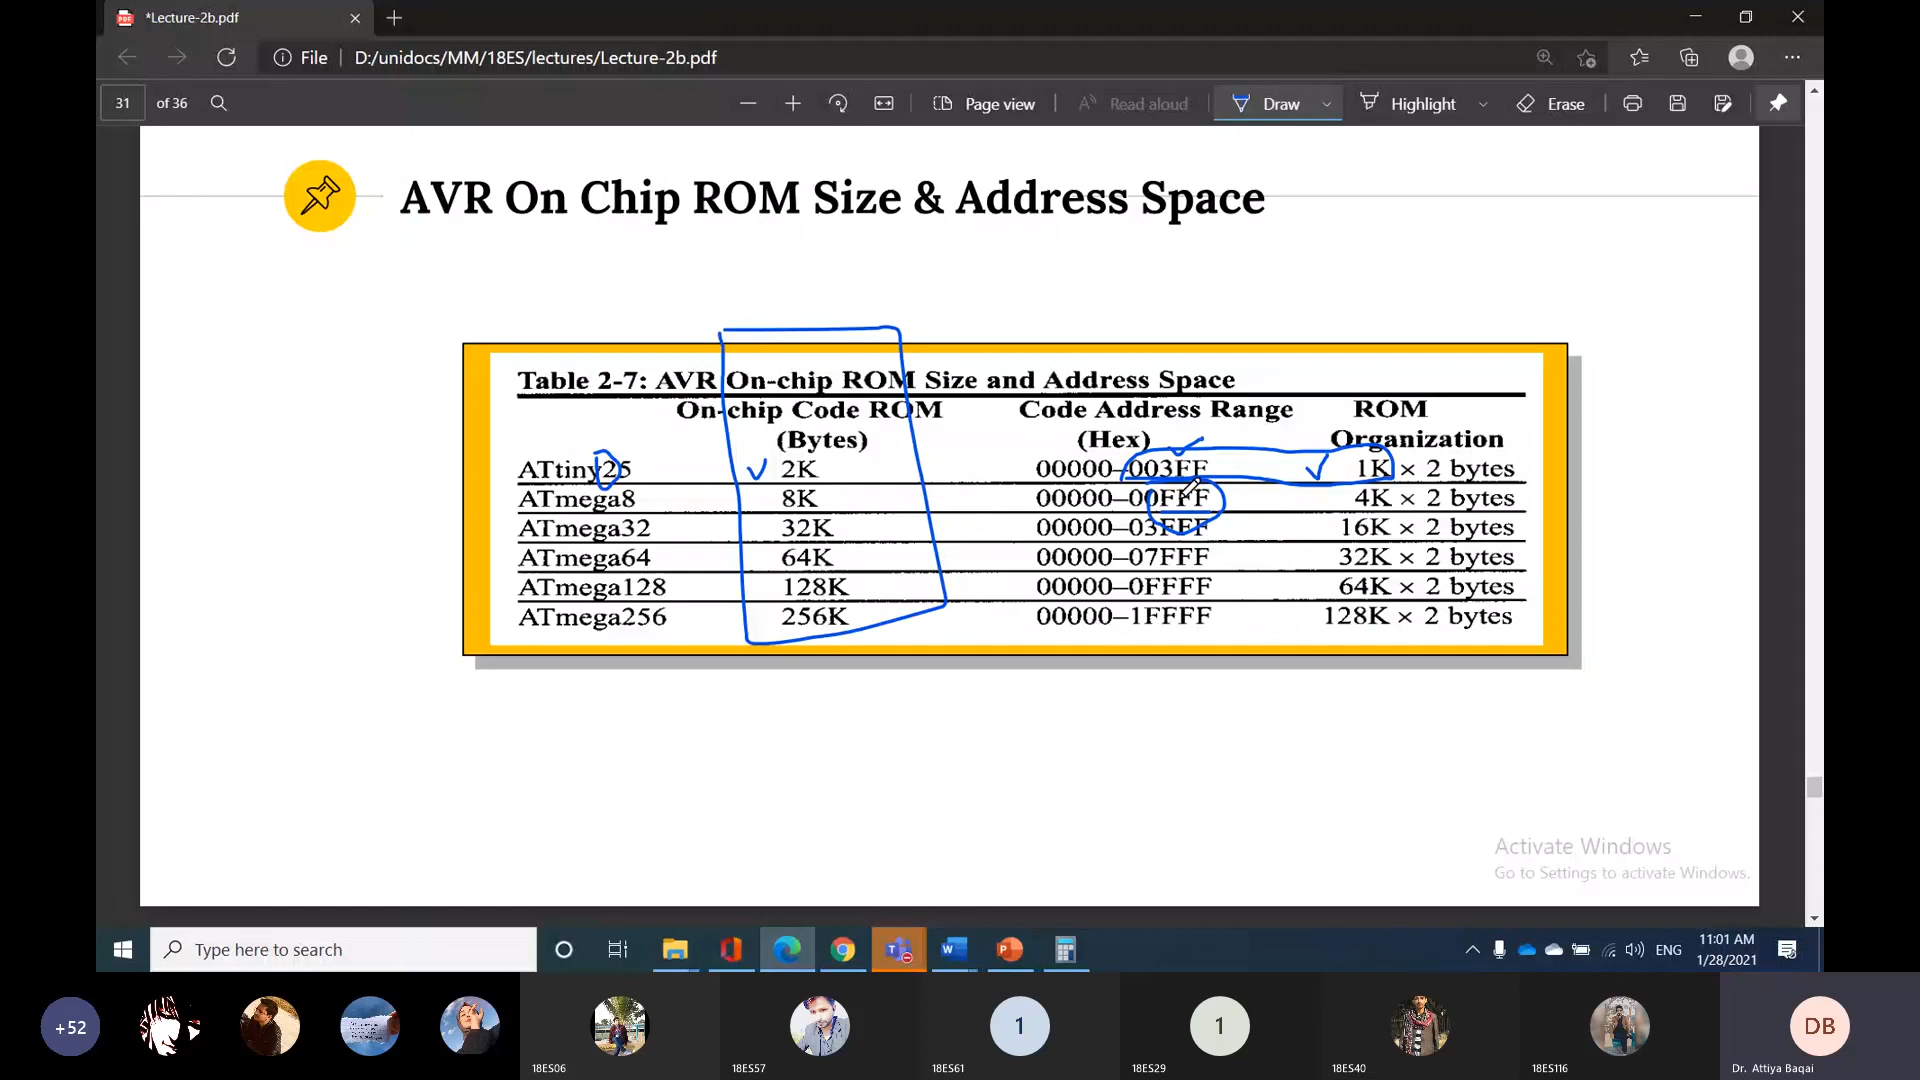 *Lecture-2b.pdf
File D:/unidocs/MM/18ES/lectures/Lecture-2b.pdf
31 of 36 Page view Read aloud Draw Highlight Erase
AVR On Chip ROM Size & Address Space
Table 2-7: AVR On-chip ROM Size and Address Space
On-chip Code ROM Code Address Range ROM
(Bytes) (Hex) Organization
ATtiny25 2K 00000–003FF 1K × 2 bytes
ATmega8 8K 00000–00FFF 4K × 2 bytes
ATmega32 32K 00000–03FFF 16K × 2 bytes
ATmega64 64K 00000–07FFF 32K × 2 bytes
ATmega128 128K 00000–0FFFF 64K × 2 bytes
ATmega256 256K 00000–1FFFF 128K × 2 bytes
Activate Windows
Go to Settings to activate Windows.
Type here to search ENG 11:01 AM
1/28/2021
+52 1 1 DB
18ES06 18ES57 18ES61 18ES29 18ES40 18ES116 Dr. Attiya Baqai